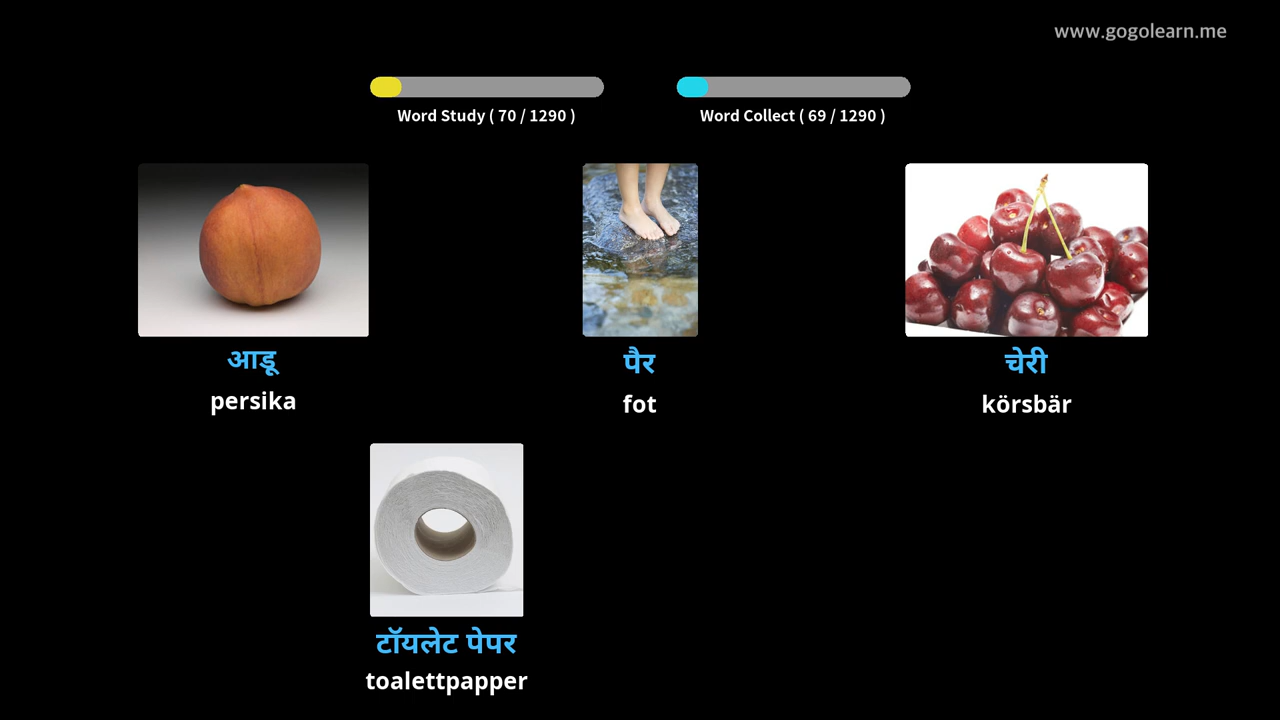 www.gogolearn.me
Word Study ( 70 / 1290 )
Word Collect ( 69 / 1290 )
आडू
पैर
चेरी
persika
fot
körsbär
टॉयलेट पेपर
toalettpapper